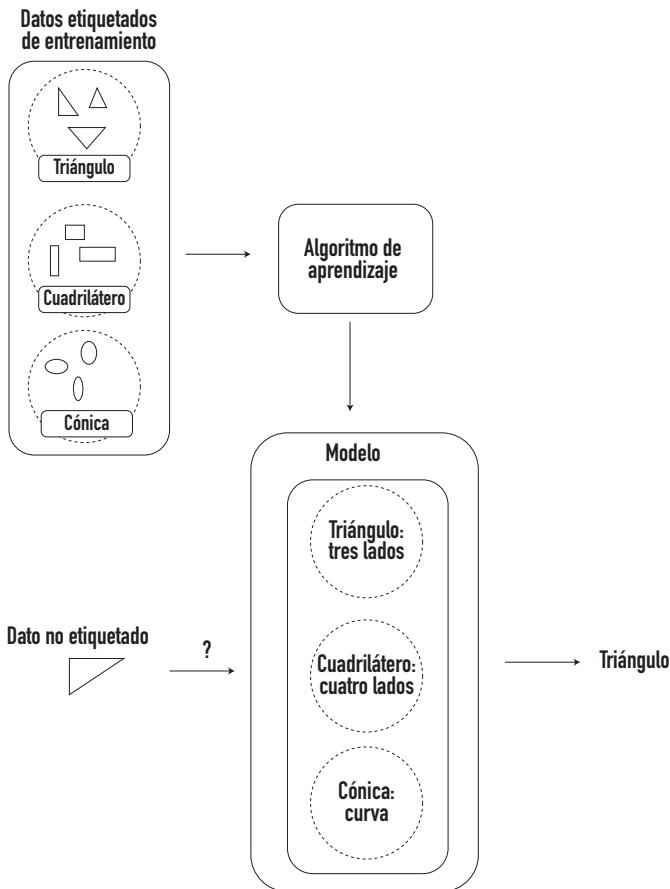 Datos etiquetados
de entrenamiento
Triángulo
Cuadrilátero
Cónica
Algoritmo de
aprendizaje
Modelo
Triángulo:
tres lados
Cuadrilátero:
cuatro lados
Cónica:
curva
Dato no etiquetado
?
Triángulo